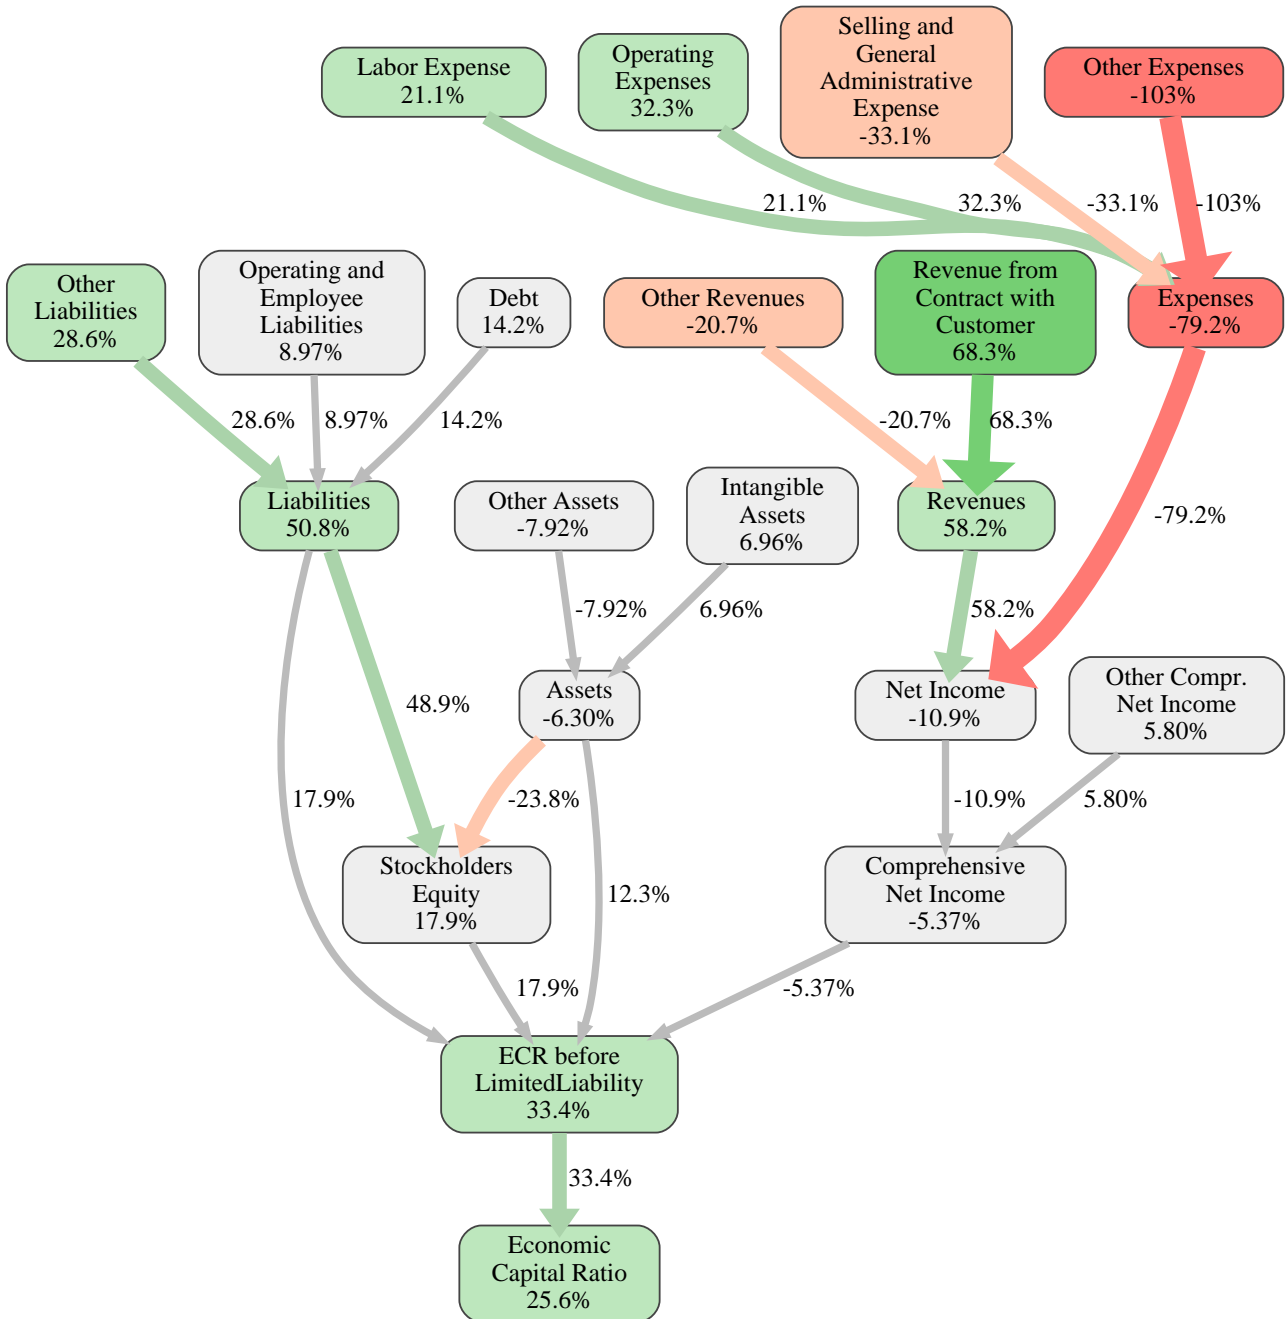 Labor Expense
21.1%
Operating
Expenses
32.3%
Selling and
General
Administrative
Expense
-33.1%
Other Expenses
-103%
21.1%
32.3%
-33.1%
-103%
Other
Liabilities
28.6%
Operating and
Employee
Liabilities
8.97%
Debt
14.2%
Other Revenues
-20.7%
Revenue from
Contract with
Customer
68.3%
Expenses
-79.2%
28.6%
8.97%
14.2%
-20.7%
68.3%
-79.2%
Liabilities
50.8%
Other Assets
-7.92%
Intangible
Assets
6.96%
Revenues
58.2%
-7.92%
6.96%
58.2%
48.9%
Assets
-6.30%
Net Income
-10.9%
Other Compr.
Net Income
5.80%
17.9%
-23.8%
-10.9%
5.80%
Stockholders
Equity
17.9%
12.3%
Comprehensive
Net Income
-5.37%
17.9%
-5.37%
ECR before
LimitedLiability
33.4%
33.4%
Economic
Capital Ratio
25.6%